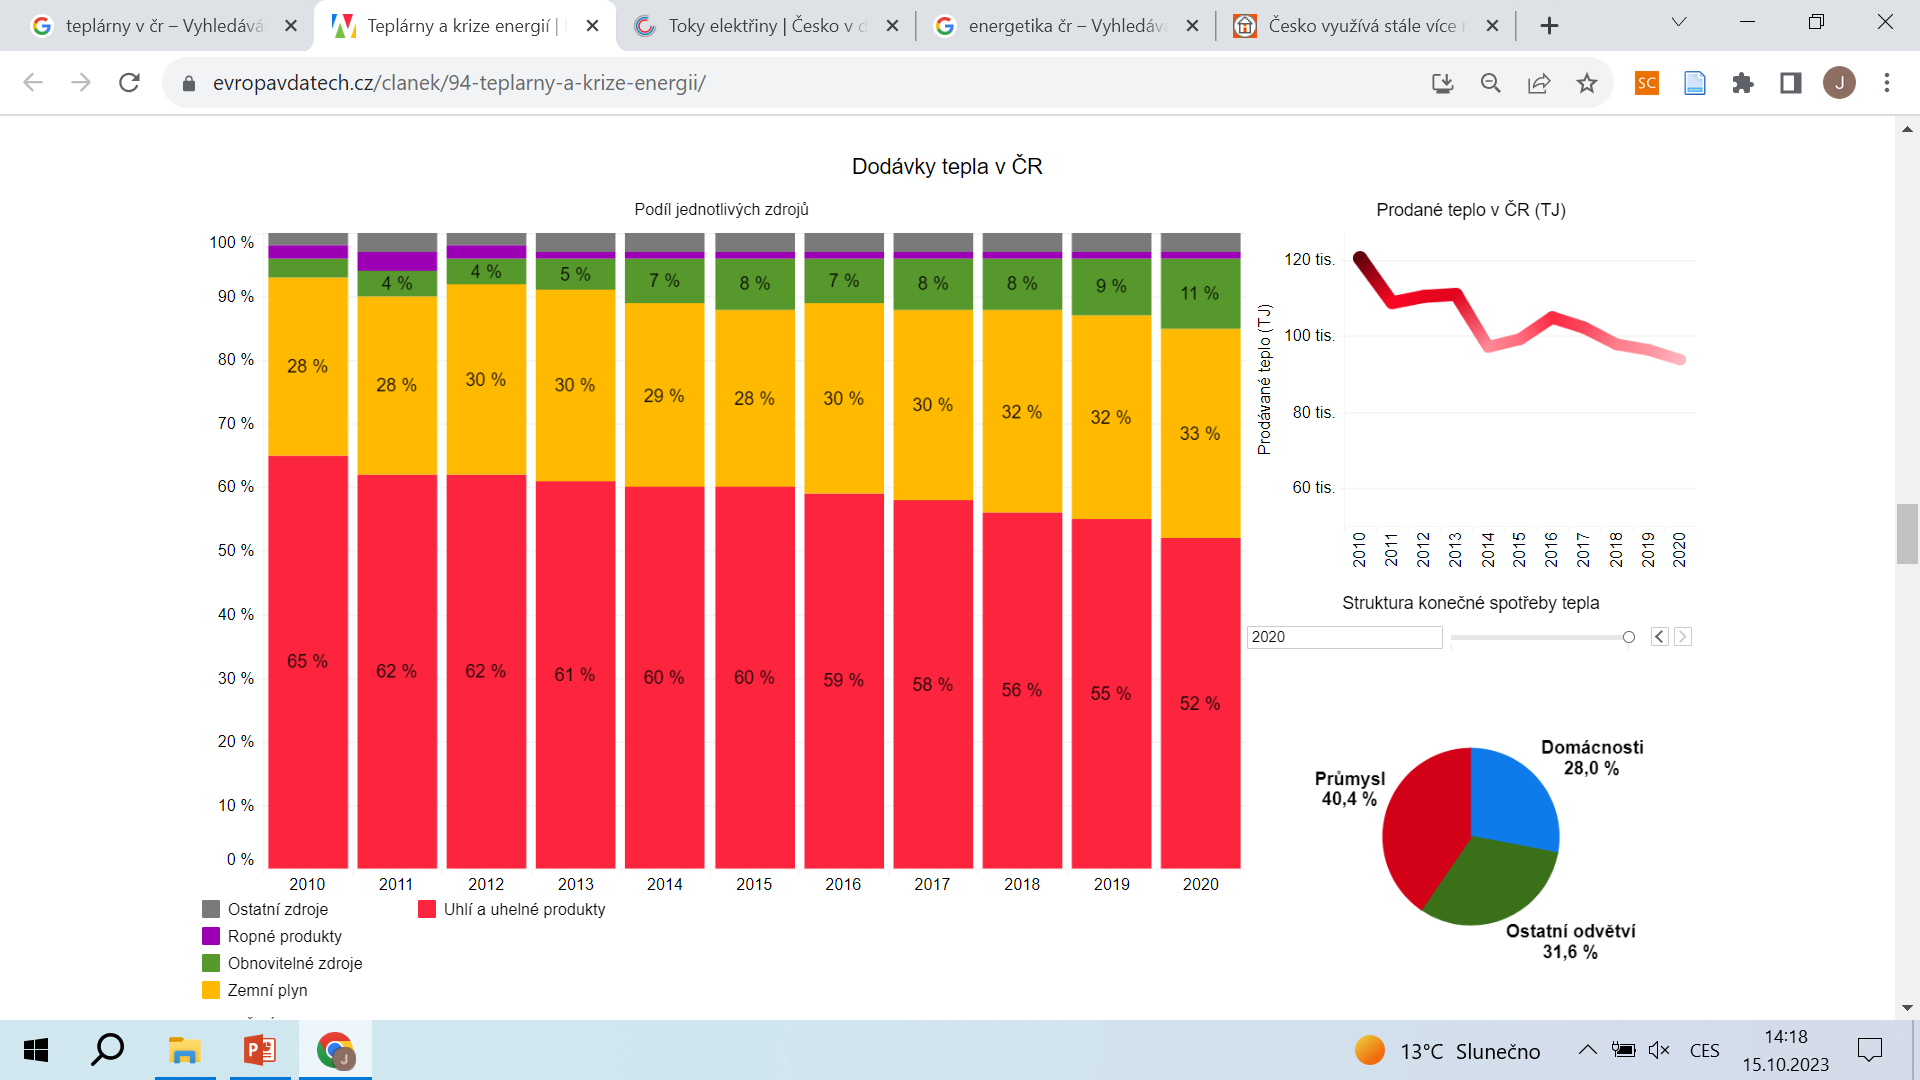 teplárny v čr – Vyhledává
Teplárny a krize energií |
Toky elektřiny | Česko v d
energetika čr – Vyhledáva
Česko využívá stále více
evropavdatech.cz/clanek/94-teplarny-a-krize-energii/
SC
J
Dodávky tepla v ČR
Podíl jednotlivých zdrojů
100 %
90 %
80 %
70 %
60 %
50 %
40 %
30 %
20 %
10 %
0 %
4 % 4 % 5 % 7 % 8 % 7 % 8 % 8 % 9 % 11 %
28 % 28 % 30 % 30 % 29 % 28 % 30 % 30 % 32 % 32 % 33 %
65 % 62 % 62 % 61 % 60 % 60 % 59 % 58 % 56 % 55 % 52 %
2010 2011 2012 2013 2014 2015 2016 2017 2018 2019 2020
Ostatní zdroje
Uhlí a uhelné produkty
Ropné produkty
Obnovitelné zdroje
Zemní plyn
Prodané teplo v ČR (TJ)
Prodávané teplo (TJ)
120 tis.
100 tis.
80 tis.
60 tis.
2010 2011 2012 2013 2014 2015 2016 2017 2018 2019 2020
Struktura konečné spotřeby tepla
2020
Domácnosti
28,0 %
Průmysl
40,4 %
Ostatní odvětví
31,6 %
J
13°C Slunečno
CES
14:18
15.10.2023